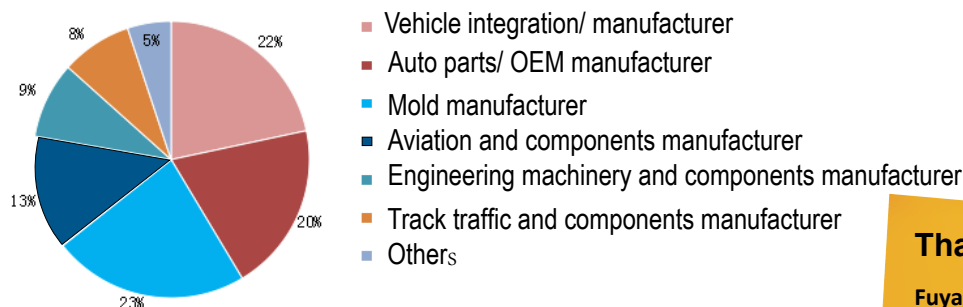 8%
5%
22%
9%
13%
20%
23%
Vehicle integration/ manufacturer
Auto parts/ OEM manufacturer
Mold manufacturer
Aviation and components manufacturer
Engineering machinery and components manufacturer
Track traffic and components manufacturer
Others